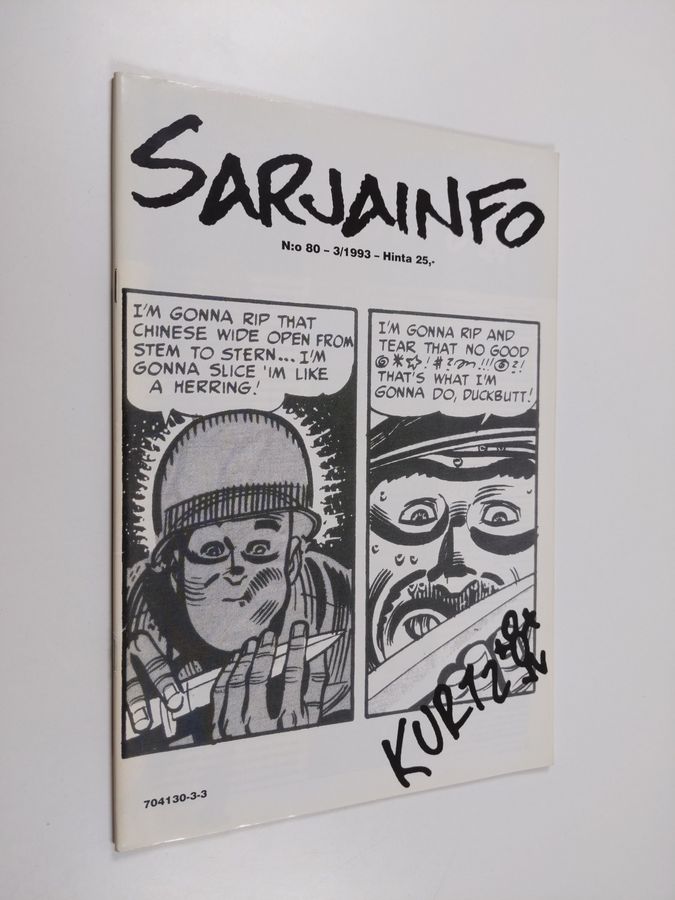 SARJAINFO
N:o 80 – 3/1993 – Hinta 25,-
I'M GONNA RIP THAT
CHINESE WIDE OPEN FROM
STEM TO STERN... I'M
GONNA SLICE 'IM LIKE
A HERRING!
I'M GONNA RIP AND
TEAR THAT NO GOOD
THAT'S WHAT I'M
GONNA DO, DUCKBUTT!
KURTZ
704130-3-3